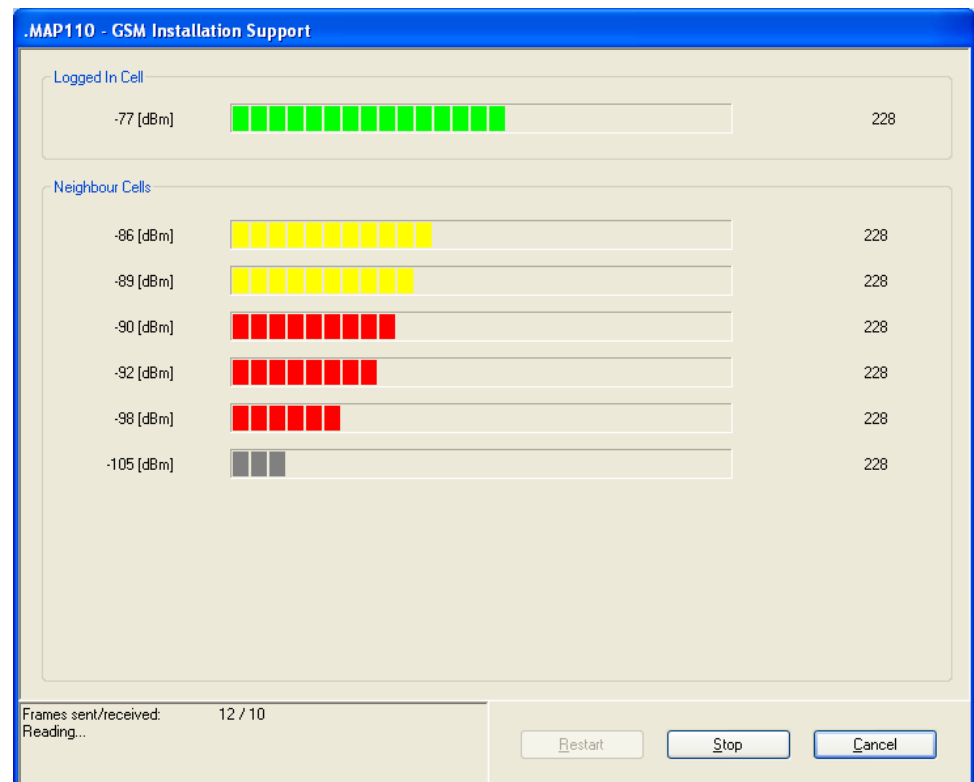 .MAP110 - GSM Installation Support
Logged In Cell
-77 [dBm] 228
Neighbour Cells
-86 [dBm] 228
-89 [dBm] 228
-90 [dBm] 228
-92 [dBm] 228
-98 [dBm] 228
-105 [dBm] 228
Frames sent/received: 12 / 10
Reading...
Restart Stop Cancel